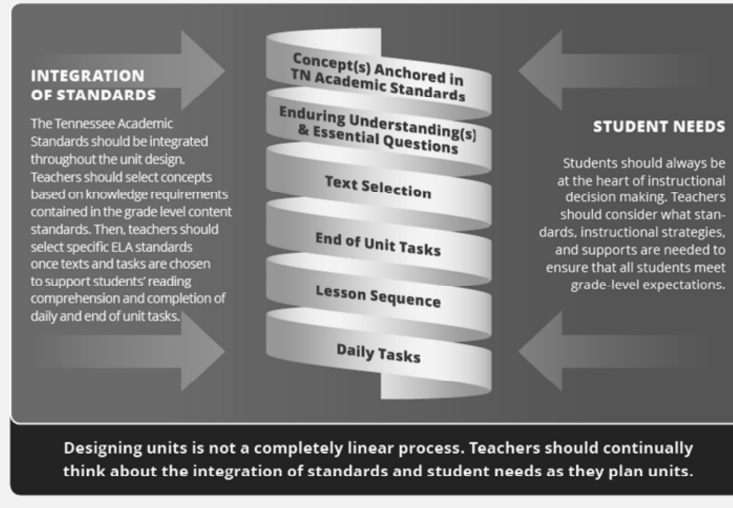 INTEGRATION
OF STANDARDS
The Tennessee Academic
Standards should be integrated
throughout the unit design.
Teachers should select concepts
based on knowledge requirements
contained in the grade level content
standards. Then, teachers should
select specific ELA standards
once texts and tasks are chosen
to support students' reading
comprehension and completion of
daily and end of unit tasks.
Concept(s) Anchored in
TN Academic Standards
Enduring Understanding(s)
& Essential Questions
Text Selection
End of Unit Tasks
Lesson Sequence
Daily Tasks
STUDENT NEEDS
Students should always be
at the heart of instructional
decision making. Teachers
should consider what stan-
dards, instructional strategies,
and supports are needed to
ensure that all students meet
grade-level expectations.
Designing units is not a completely linear process. Teachers should continually
think about the integration of standards and student needs as they plan units.